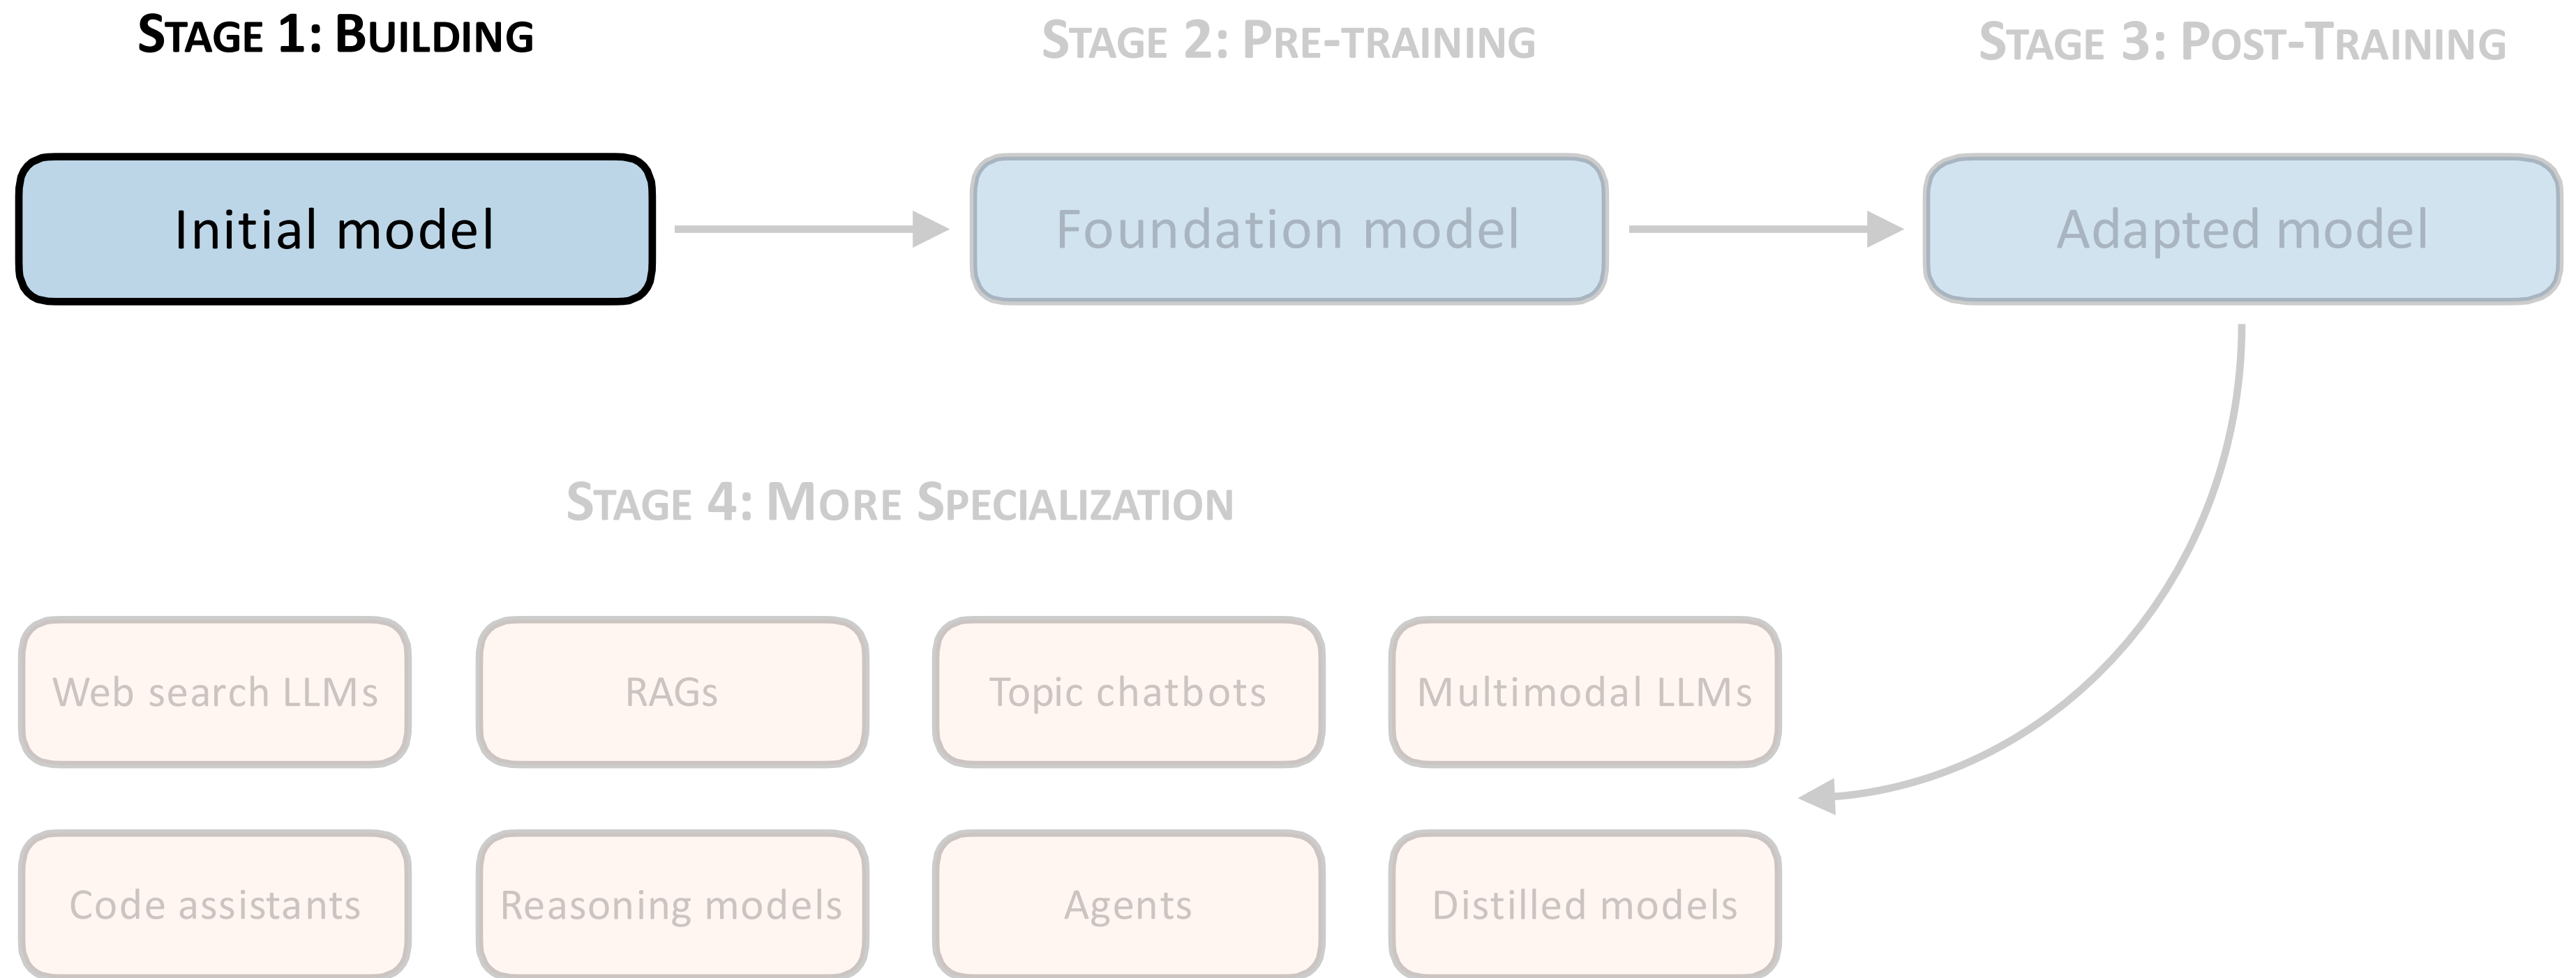 STAGE 1: BUILDING
STAGE 2: PRE-TRAINING
STAGE 3: POST-TRAINING
Initial model
Foundation model
Adapted model
STAGE 4: MORE SPECIALIZATION
Web search LLMs
RAGs
Topic chatbots
Multimodal LLMs
Code assistants
Reasoning models
Agents
Distilled models